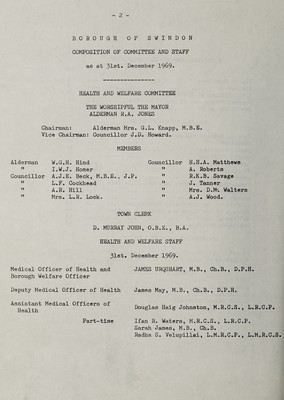 - 2 -
BOROUGH OF SWINDON
COMPOSITION OF COMMITTEE AND STAFF
as at 31st. December 1969.
---------------
HEALTH AND WELFARE COMMITTEE
THE WORSHIPFUL THE MAYOR
ALDERMAN R.A. JONES
Chairman: Alderman Mrs. G.L. Knapp, M.B.E.
Vice Chairman: Councillor J.D. Howard.
MEMBERS
Alderman W.G.H. Hind Councillor E.H.A. Matthews
" I.W.J. Homer " A. Roberts
Councillor A.J.E. Beck, M.B.E., J.P. " R.K.B. Savage
" L.F. Cockhead " J. Tanner
" A.R. Hill " Mrs. D.M. Walters
" Mrs. L.R. Lock. " A.J. Wood.
TOWN CLERK
D. MURRAY JOHN, O.B.E., B.A.
HEALTH AND WELFARE STAFF
31st. December 1969.
Medical Officer of Health and JAMES URQUHART, M.B., Ch.B., D.P.H.
Borough Welfare Officer
Deputy Medical Officer of Health James May, M.B., Ch.B., D.P.H.
Assistant Medical Officers of Douglas Haig Johnston, M.R.C.S., L.R.C.P.
Health
Part-time Ifan R. Waters, M.R.C.S., L.R.C.P.
Sarah James, M.B., Ch.B.
Radha S. Velupillai, L.M.R.C.P., L.M.R.C.S.